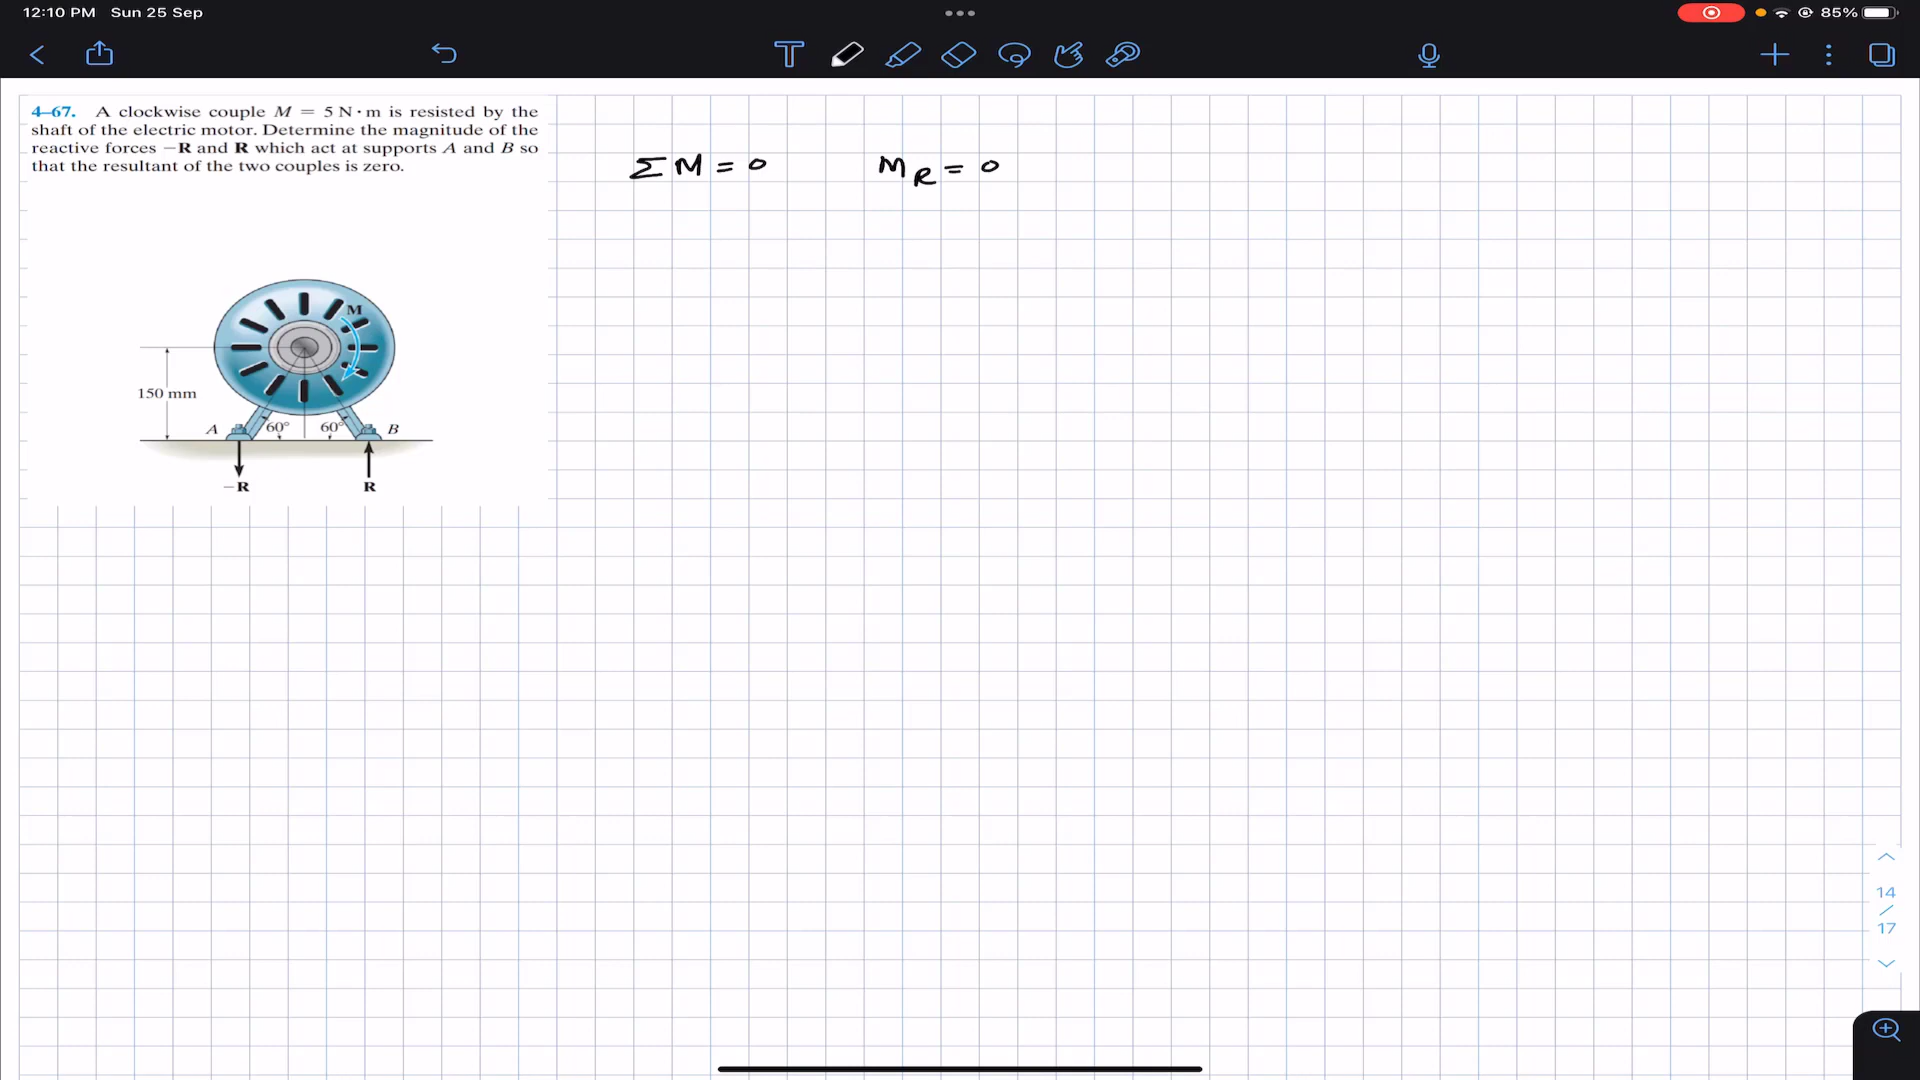 12:10 PM Sun 25 Sep
85%
4–67. A clockwise couple M = 5 N · m is resisted by the
shaft of the electric motor. Determine the magnitude of the
reactive forces −R and R which act at supports A and B so
that the resultant of the two couples is zero.
ΣM = 0 M_R = 0
M
150 mm
A 60° 60° B
−R R
14
/
17